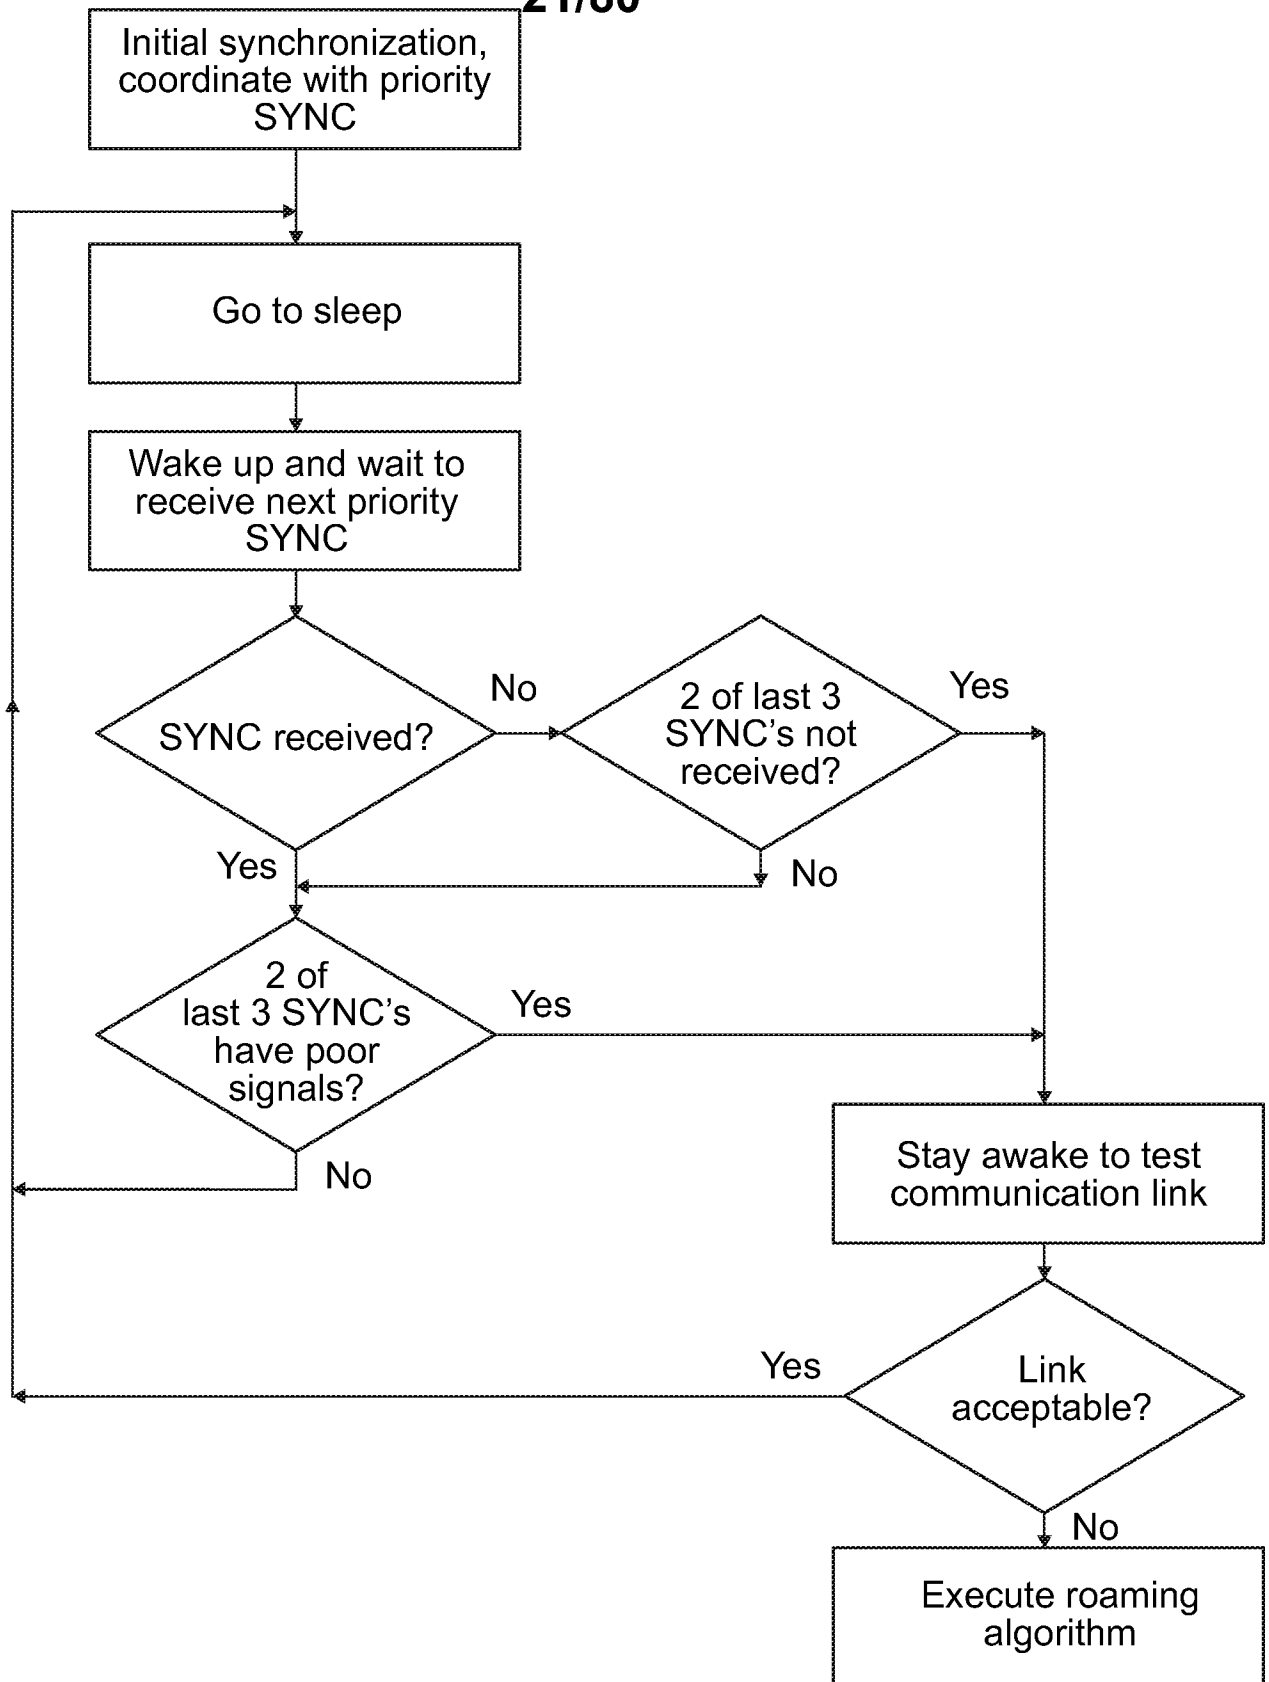 Initial synchronization,
coordinate with priority
SYNC
Go to sleep
Wake up and wait to
receive next priority
SYNC
SYNC received?
No
2 of last 3
SYNC’s not
received?
Yes
Yes
No
2 of
last 3 SYNC’s
have poor
signals?
Yes
No
Stay awake to test
communication link
Link
acceptable?
Yes
No
Execute roaming
algorithm